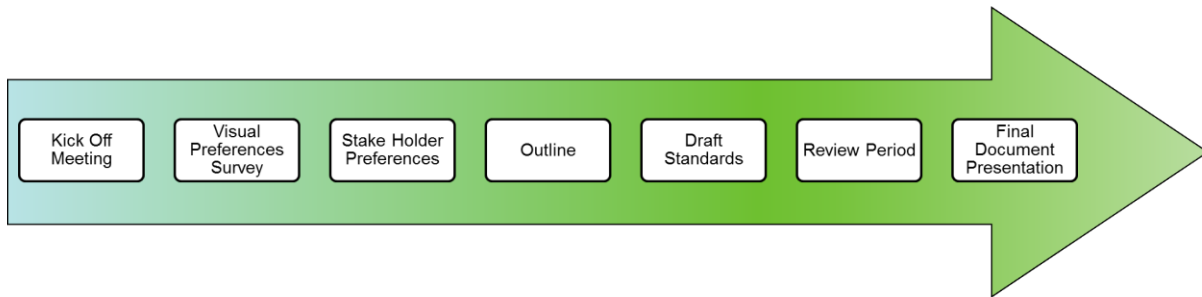 Kick Off
Meeting
Visual
Preferences
Survey
Stake Holder
Preferences
Outline
Draft
Standards
Review Period
Final
Document
Presentation